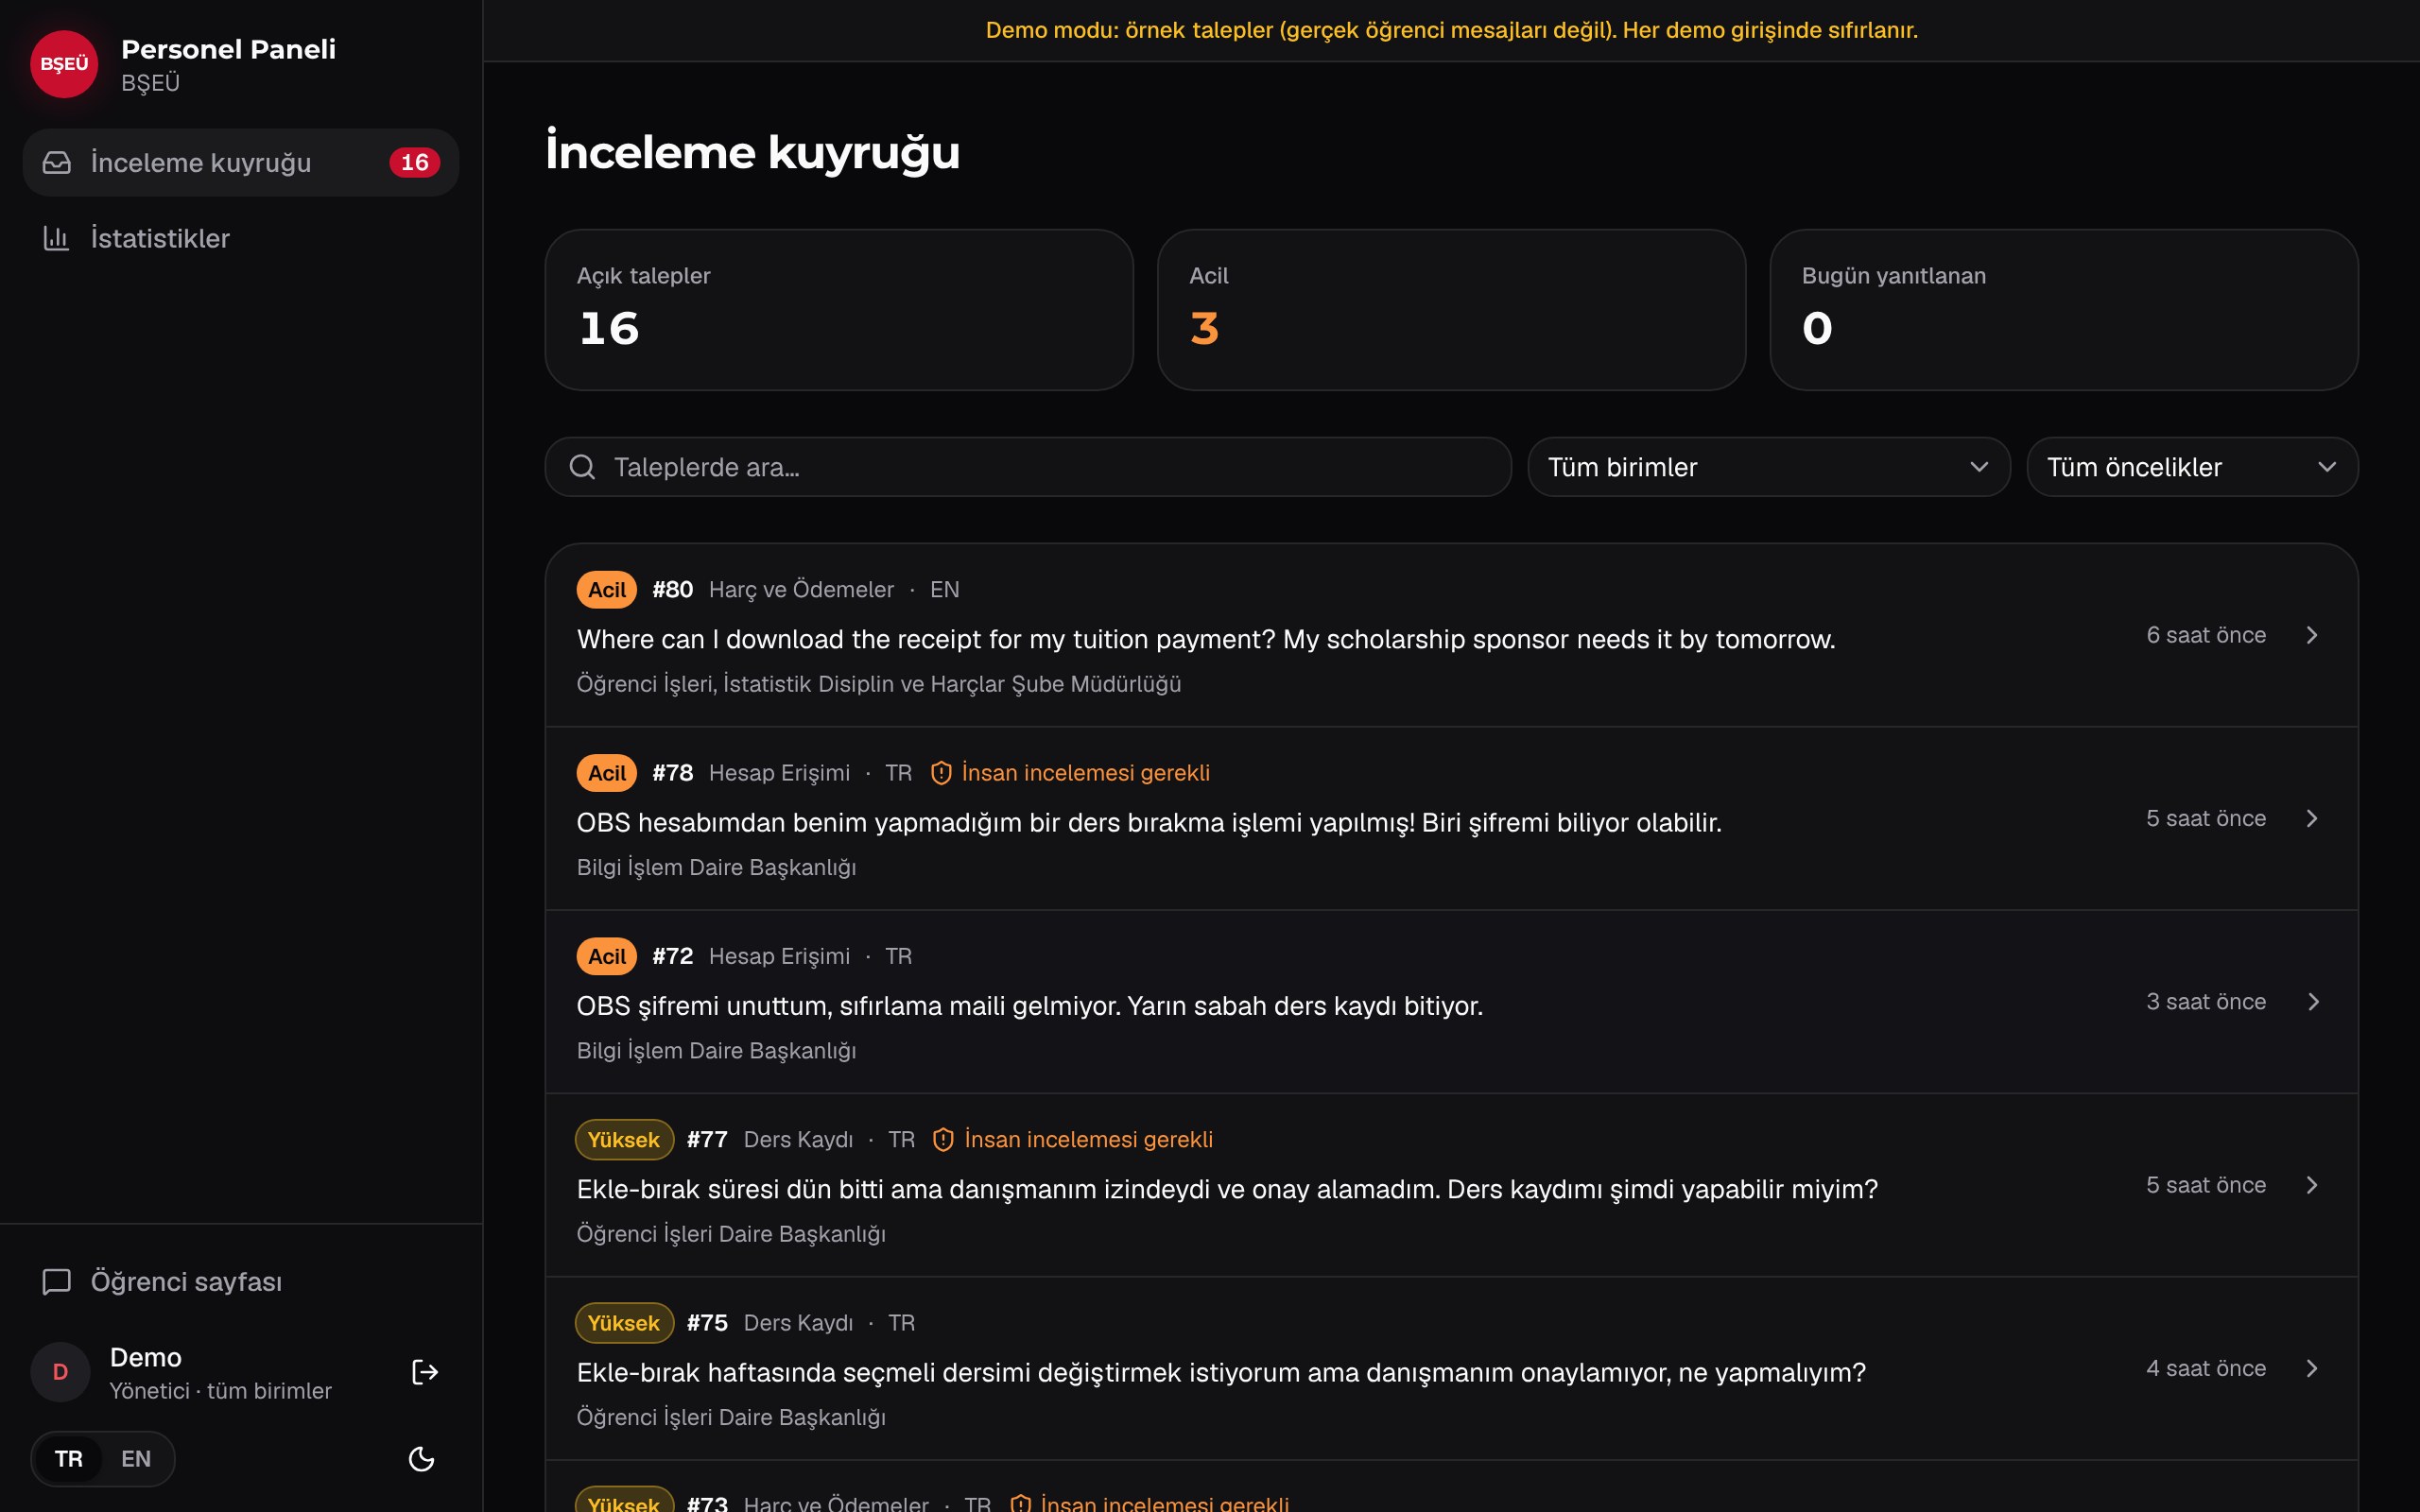 BŞEÜ
Personel Paneli
BŞEÜ
İnceleme kuyruğu 16
İstatistikler
Öğrenci sayfası
D
Demo
Yönetici · tüm birimler
TR EN
Demo modu: örnek talepler (gerçek öğrenci mesajları değil). Her demo girişinde sıfırlanır.
İnceleme kuyruğu
Açık talepler
16
Acil
3
Bugün yanıtlanan
0
Taleplerde ara...
Tüm birimler
Tüm öncelikler
Acil #80 Harç ve Ödemeler · EN
Where can I download the receipt for my tuition payment? My scholarship sponsor needs it by tomorrow.
Öğrenci İşleri, İstatistik Disiplin ve Harçlar Şube Müdürlüğü
6 saat önce
Acil #78 Hesap Erişimi · TR İnsan incelemesi gerekli
OBS hesabımdan benim yapmadığım bir ders bırakma işlemi yapılmış! Biri şifremi biliyor olabilir.
Bilgi İşlem Daire Başkanlığı
5 saat önce
Acil #72 Hesap Erişimi · TR
OBS şifremi unuttum, sıfırlama maili gelmiyor. Yarın sabah ders kaydı bitiyor.
Bilgi İşlem Daire Başkanlığı
3 saat önce
Yüksek #77 Ders Kaydı · TR İnsan incelemesi gerekli
Ekle-bırak süresi dün bitti ama danışmanım izindeydi ve onay alamadım. Ders kaydımı şimdi yapabilir miyim?
Öğrenci İşleri Daire Başkanlığı
5 saat önce
Yüksek #75 Ders Kaydı · TR
Ekle-bırak haftasında seçmeli dersimi değiştirmek istiyorum ama danışmanım onaylamıyor, ne yapmalıyım?
Öğrenci İşleri Daire Başkanlığı
4 saat önce
Yüksek #73 Harç ve Ödemeler · TR İnsan incelemesi gerekli